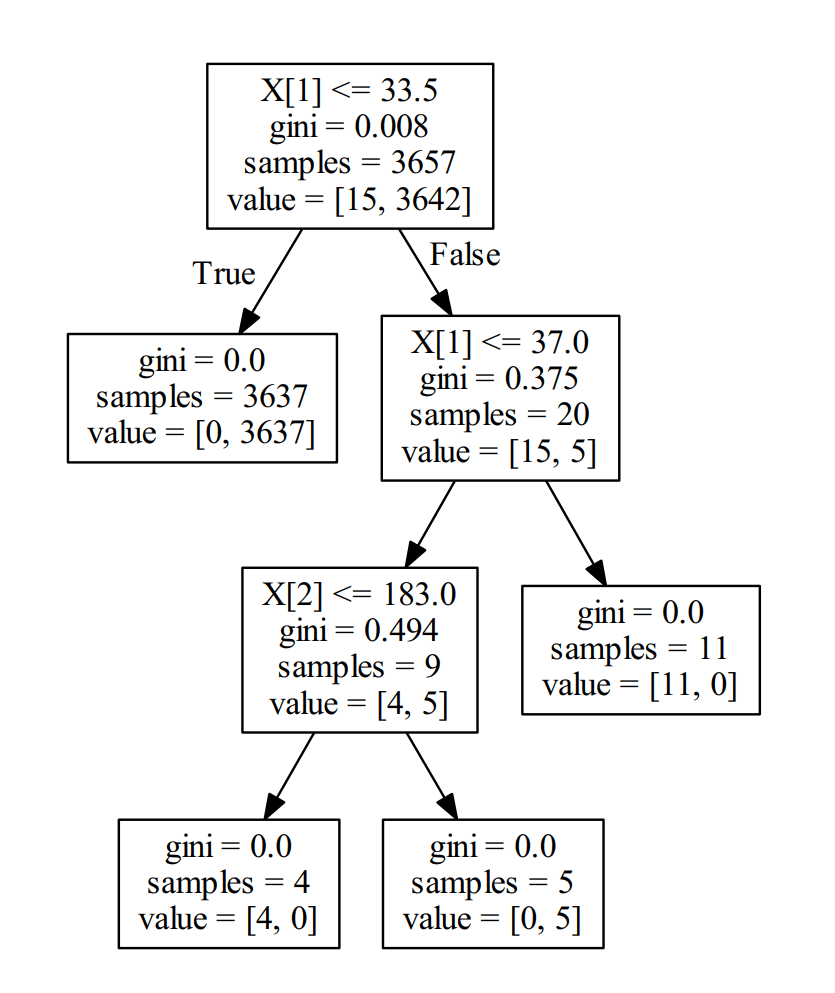 X[1] <= 33.5
gini = 0.008
samples = 3657
value = [15, 3642]
True
False
gini = 0.0
samples = 3637
value = [0, 3637]
X[1] <= 37.0
gini = 0.375
samples = 20
value = [15, 5]
X[2] <= 183.0
gini = 0.494
samples = 9
value = [4, 5]
gini = 0.0
samples = 11
value = [11, 0]
gini = 0.0
samples = 4
value = [4, 0]
gini = 0.0
samples = 5
value = [0, 5]